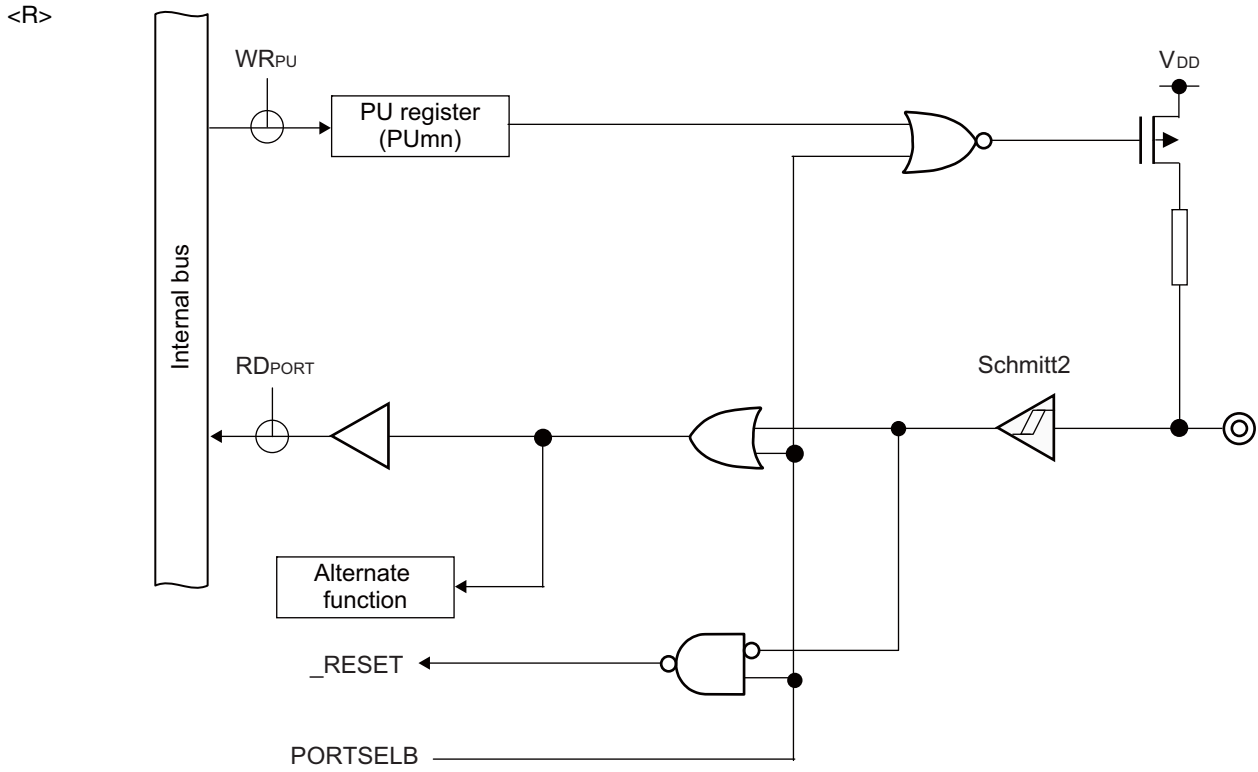 <R>
WRPU
VDD
PU register
(PUmn)
Internal bus
RDPORT
Schmitt2
Alternate
function
_RESET
PORTSELB